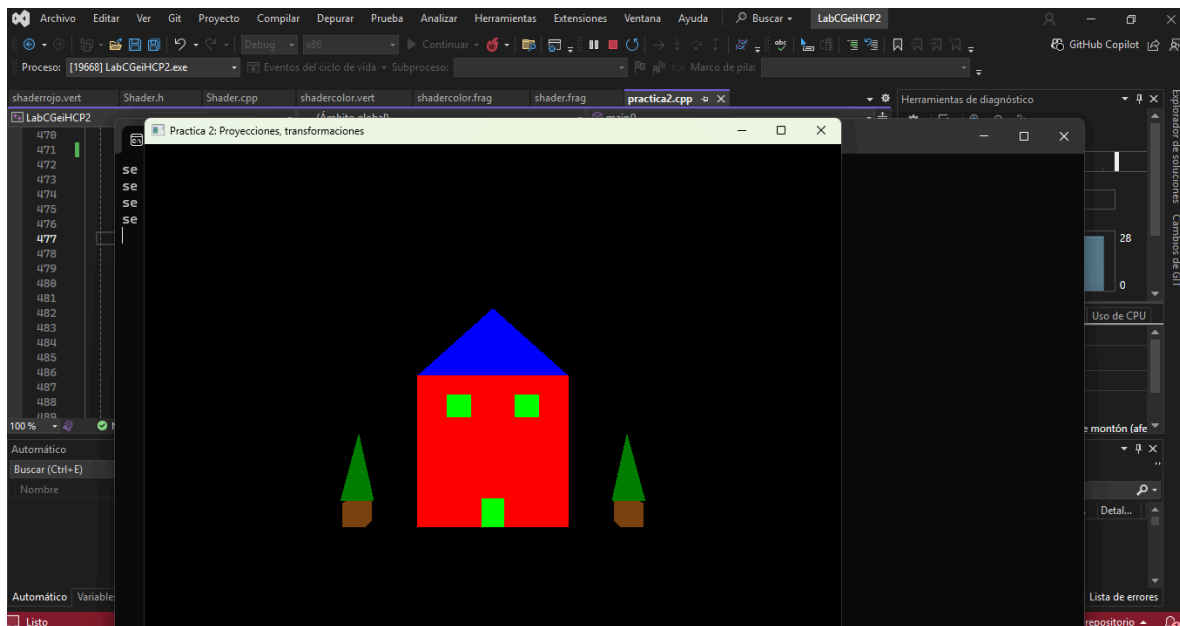 Archivo Editar Ver Git Proyecto Compilar Depurar Prueba Analizar Herramientas Extensiones Ventana Ayuda Buscar LabCGeiHCP2
Debug x86 Continuar GitHub Copilot
Proceso: [19668] LabCGeiHCP2.exe Eventos del ciclo de vida Subproceso: Marco de pila:
shaderrojo.vert Shader.h Shader.cpp shadercolor.vert shadercolor.frag shader.frag practica2.cpp Herramientas de diagnóstico
LabCGeiHCP2 (Ámbito global) main()
Practica 2: Proyecciones, transformaciones
470
471
472
473
474
475
476
477
478
479
480
481
482
483
484
485
486
487
488
489
se
se
se
se
28
0
Uso de CPU
100 %
e montón (afe
Automático
Buscar (Ctrl+E)
Nombre
Detal...
Automático Variable
Lista de errores
Listo
repositorio
Explorador de soluciones
Cambios de GIT